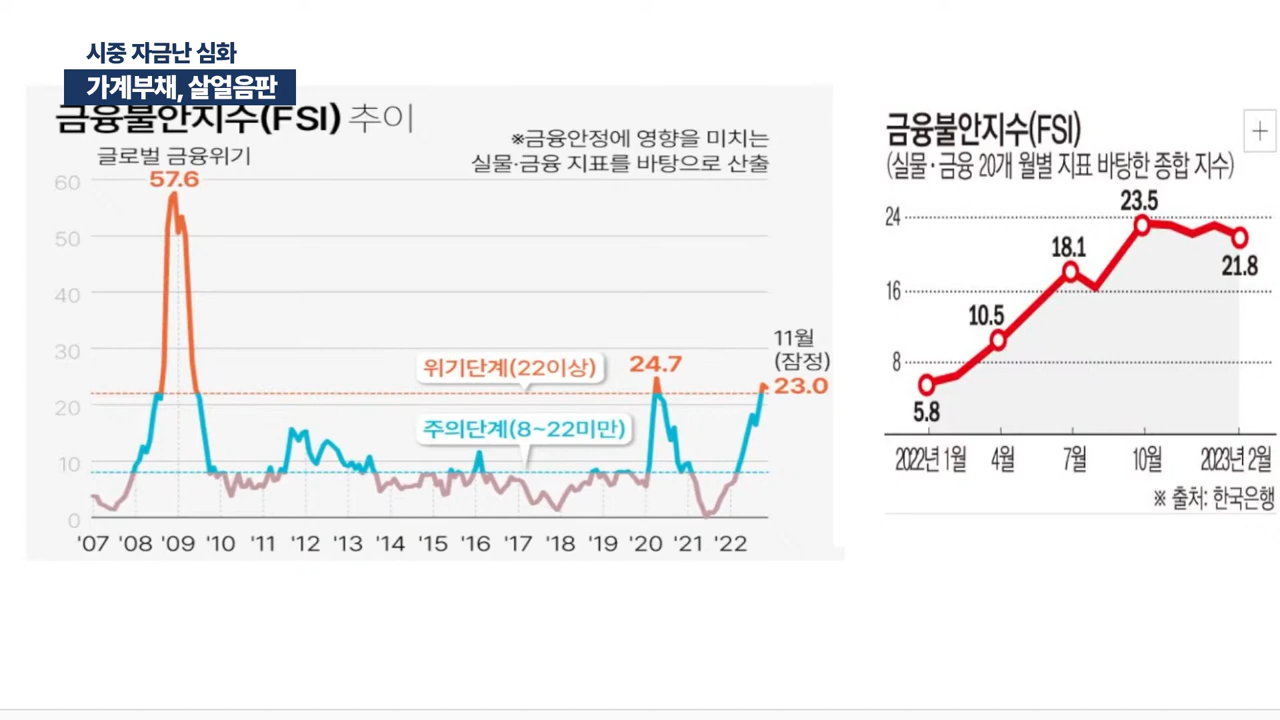 시중 자금난 심화
가계부채, 살얼음판
금융불안지수(FSI) 추이
※금융안정에 영향을 미치는
실물·금융 지표를 바탕으로 산출
글로벌 금융위기
57.6
60
50
40
30
20
10
0
위기단계(22이상)
주의단계(8~22미만)
24.7
11월
(잠정)
23.0
'07 '08 '09 '10 '11 '12 '13 '14 '15 '16 '17 '18 '19 '20 '21 '22
금융불안지수(FSI)
(실물·금융 20개 월별 지표 바탕한 종합 지수)
24
16
8
5.8
10.5
18.1
23.5
21.8
2022년 1월 4월 7월 10월 2023년 2월
※ 출처: 한국은행